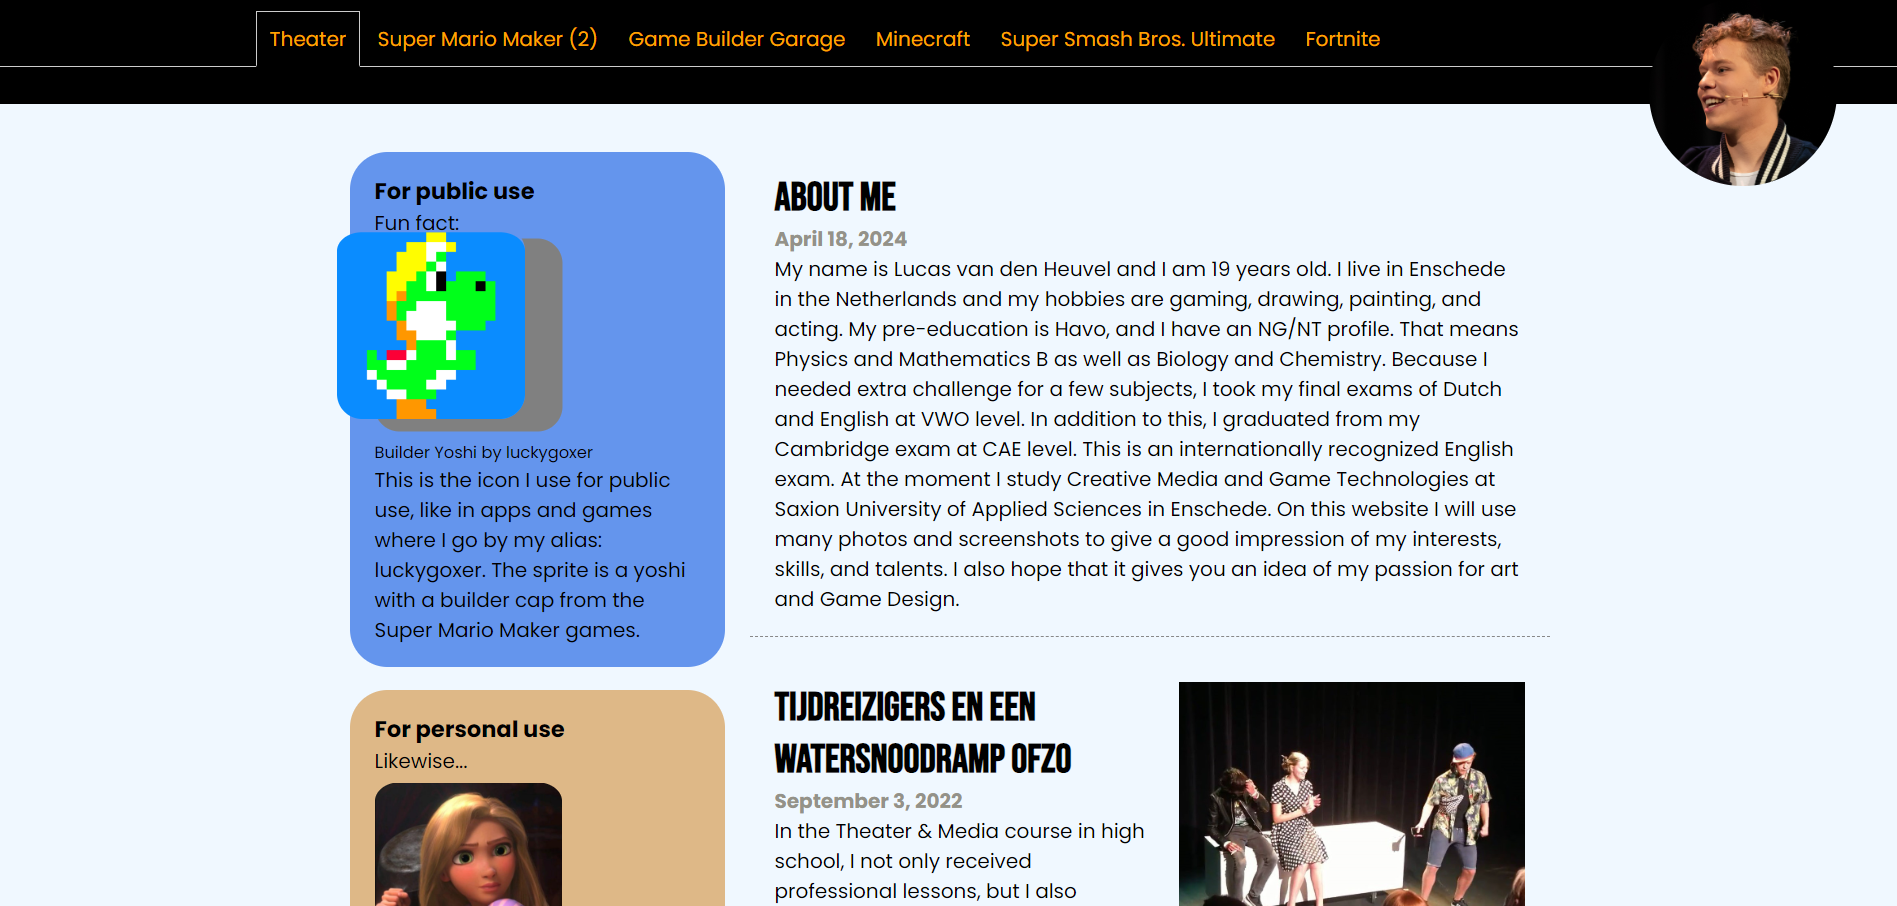 Theater Super Mario Maker (2) Game Builder Garage Minecraft Super Smash Bros. Ultimate Fortnite
For public use
Fun fact:
Builder Yoshi by luckygoxer
This is the icon I use for public
use, like in apps and games
where I go by my alias:
luckygoxer. The sprite is a yoshi
with a builder cap from the
Super Mario Maker games.
For personal use
Likewise...
ABOUT ME
April 18, 2024
My name is Lucas van den Heuvel and I am 19 years old. I live in Enschede
in the Netherlands and my hobbies are gaming, drawing, painting, and
acting. My pre-education is Havo, and I have an NG/NT profile. That means
Physics and Mathematics B as well as Biology and Chemistry. Because I
needed extra challenge for a few subjects, I took my final exams of Dutch
and English at VWO level. In addition to this, I graduated from my
Cambridge exam at CAE level. This is an internationally recognized English
exam. At the moment I study Creative Media and Game Technologies at
Saxion University of Applied Sciences in Enschede. On this website I will use
many photos and screenshots to give a good impression of my interests,
skills, and talents. I also hope that it gives you an idea of my passion for art
and Game Design.
TIJDREIZIGERS EN EEN
WATERSNOODRAMP OFZO
September 3, 2022
In the Theater & Media course in high
school, I not only received
professional lessons, but I also